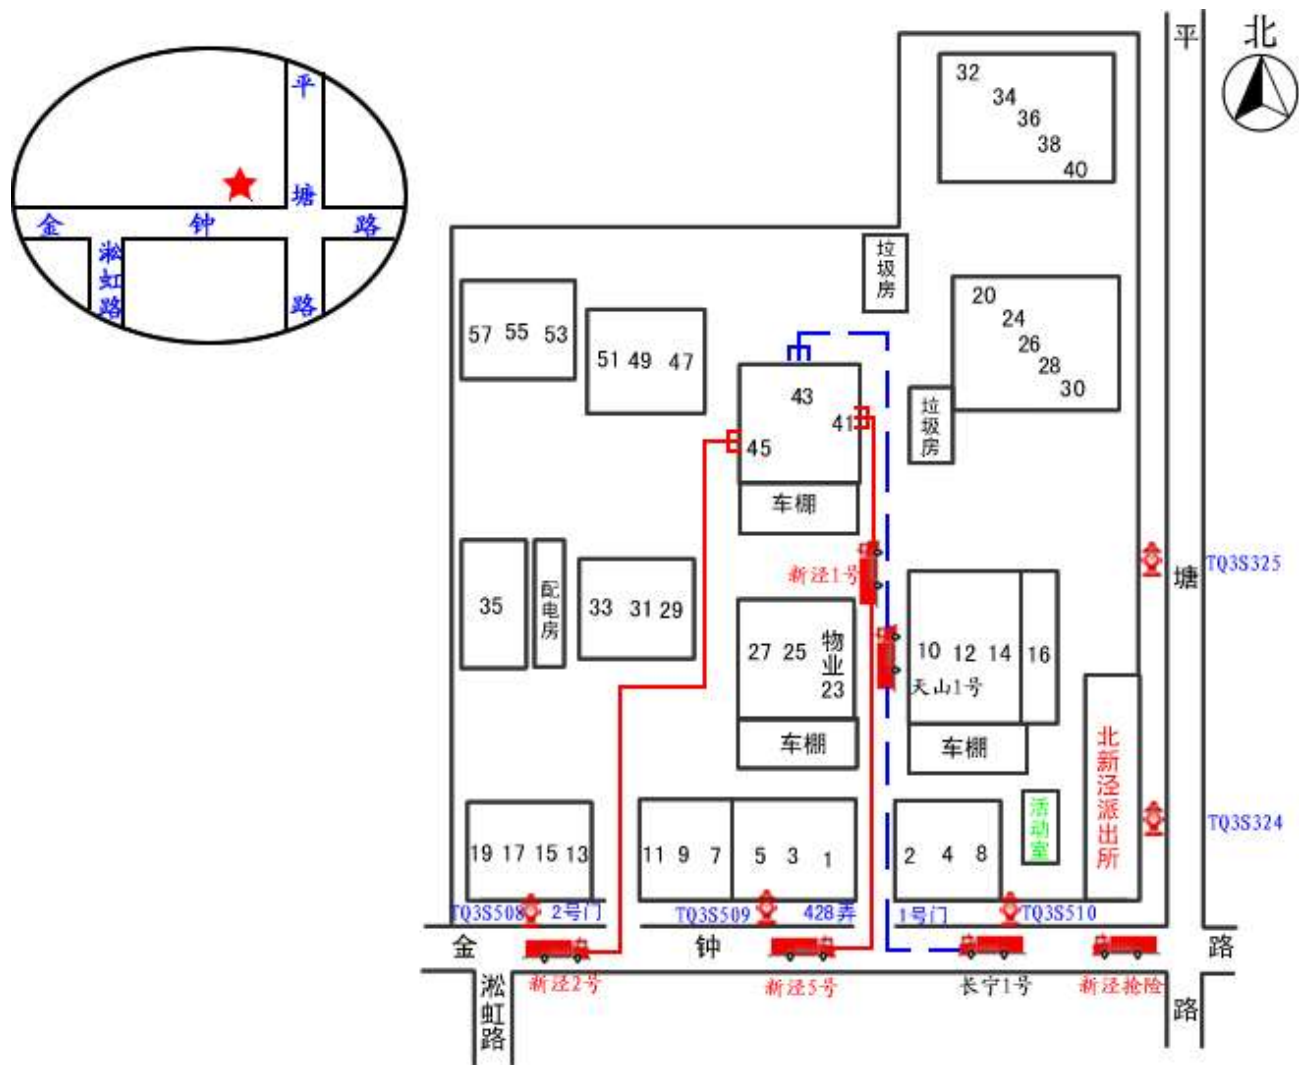 平
塘
路
金 钟 路
淞虹路
北
平
塘
路
32
34
36
38
40
垃圾房
20
24
26
28
30
垃圾房
57 55 53
51 49 47
43
41
45
车棚
新泾1号
TQ3S325
35
配电房
33 31 29
27 25 物业 23
10 12 14 16
天山1号
车棚
车棚
北新泾派出所
活动室
TQ3S324
19 17 15 13
11 9 7 5 3 1
2 4 8
TQ3S508 2号门 TQ3S509 428弄 1号门 TQ3S510
金 钟 路
新泾2号 新泾5号 长宁1号 新泾抢险
淞虹路